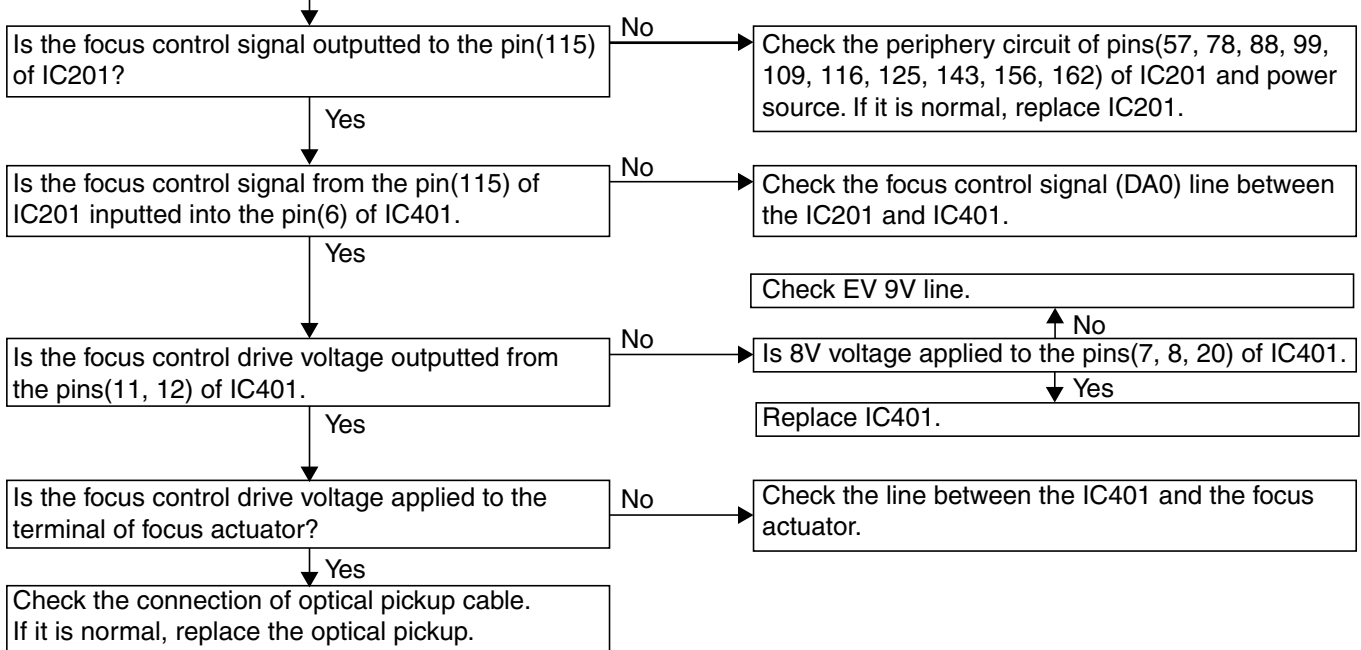 Is the focus control signal outputted to the pin(115)
of IC201?
No
Check the periphery circuit of pins(57, 78, 88, 99,
109, 116, 125, 143, 156, 162) of IC201 and power
source. If it is normal, replace IC201.
Yes
Is the focus control signal from the pin(115) of
IC201 inputted into the pin(6) of IC401.
No
Check the focus control signal (DA0) line between
the IC201 and IC401.
Yes
Check EV 9V line.
No
Is the focus control drive voltage outputted from
the pins(11, 12) of IC401.
No
Is 8V voltage applied to the pins(7, 8, 20) of IC401.
Yes
Replace IC401.
Yes
Is the focus control drive voltage applied to the
terminal of focus actuator?
No
Check the line between the IC401 and the focus
actuator.
Yes
Check the connection of optical pickup cable.
If it is normal, replace the optical pickup.